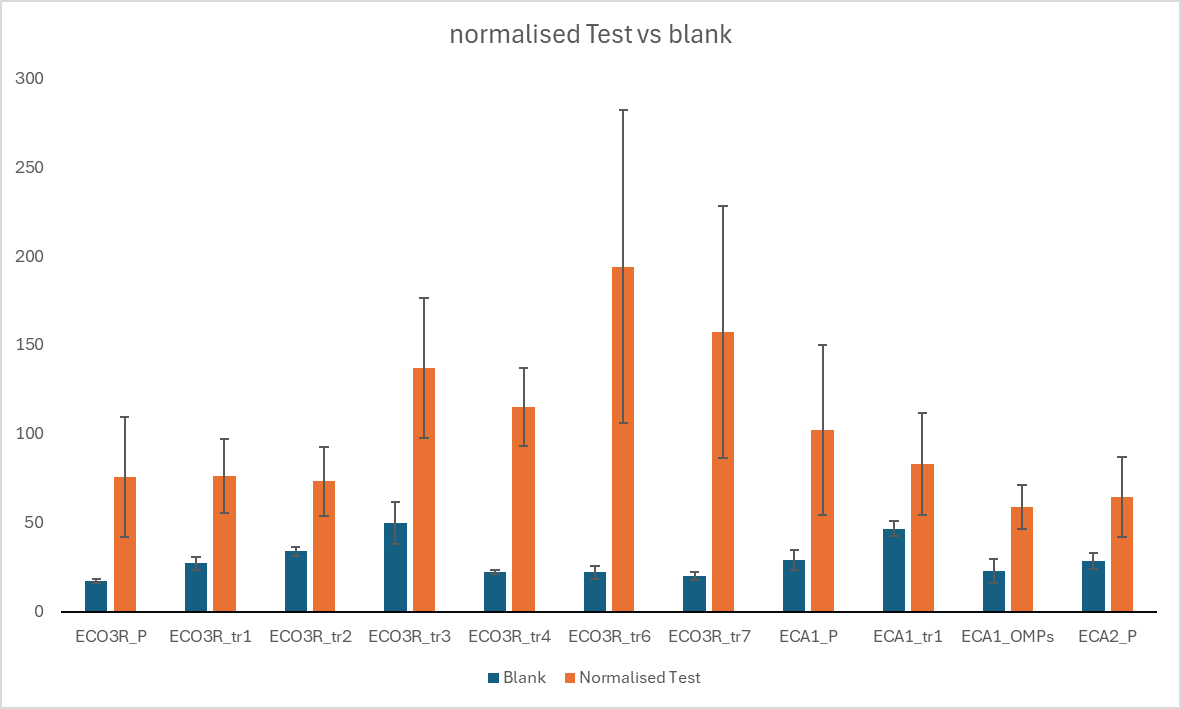 normalised Test vs blank
300
250
200
150
100
50
0
ECO3R_P ECO3R_tr1 ECO3R_tr2 ECO3R_tr3 ECO3R_tr4 ECO3R_tr6 ECO3R_tr7 ECA1_P ECA1_tr1 ECA1_OMPs ECA2_P
Blank Normalised Test